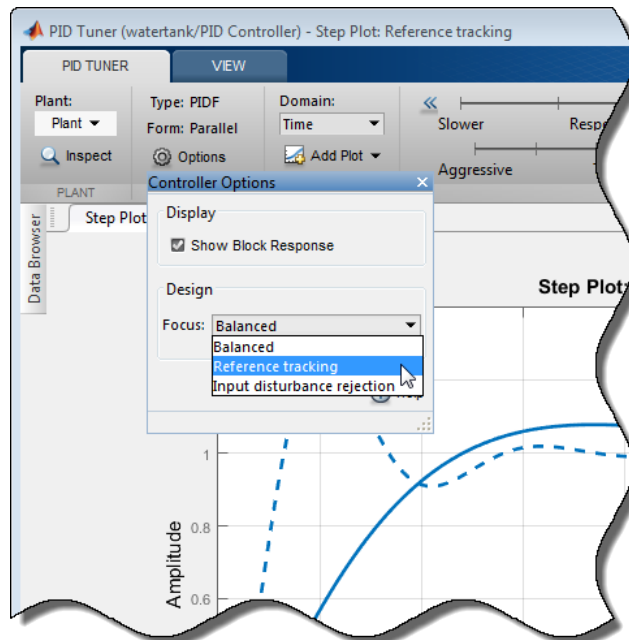 PID Tuner (watertank/PID Controller) - Step Plot: Reference tracking
PID TUNER
VIEW
Plant:
Plant
Inspect
PLANT
Type: PIDF
Form: Parallel
Options
Domain:
Time
Add Plot
Slower
Aggressive
Controller Options
Display
Show Block Response
Design
Focus: Balanced
Balanced
Reference tracking
Input disturbance rejection
Data Browser
Step Plot
Step Plot:
1
0.8
0.6
Amplitude